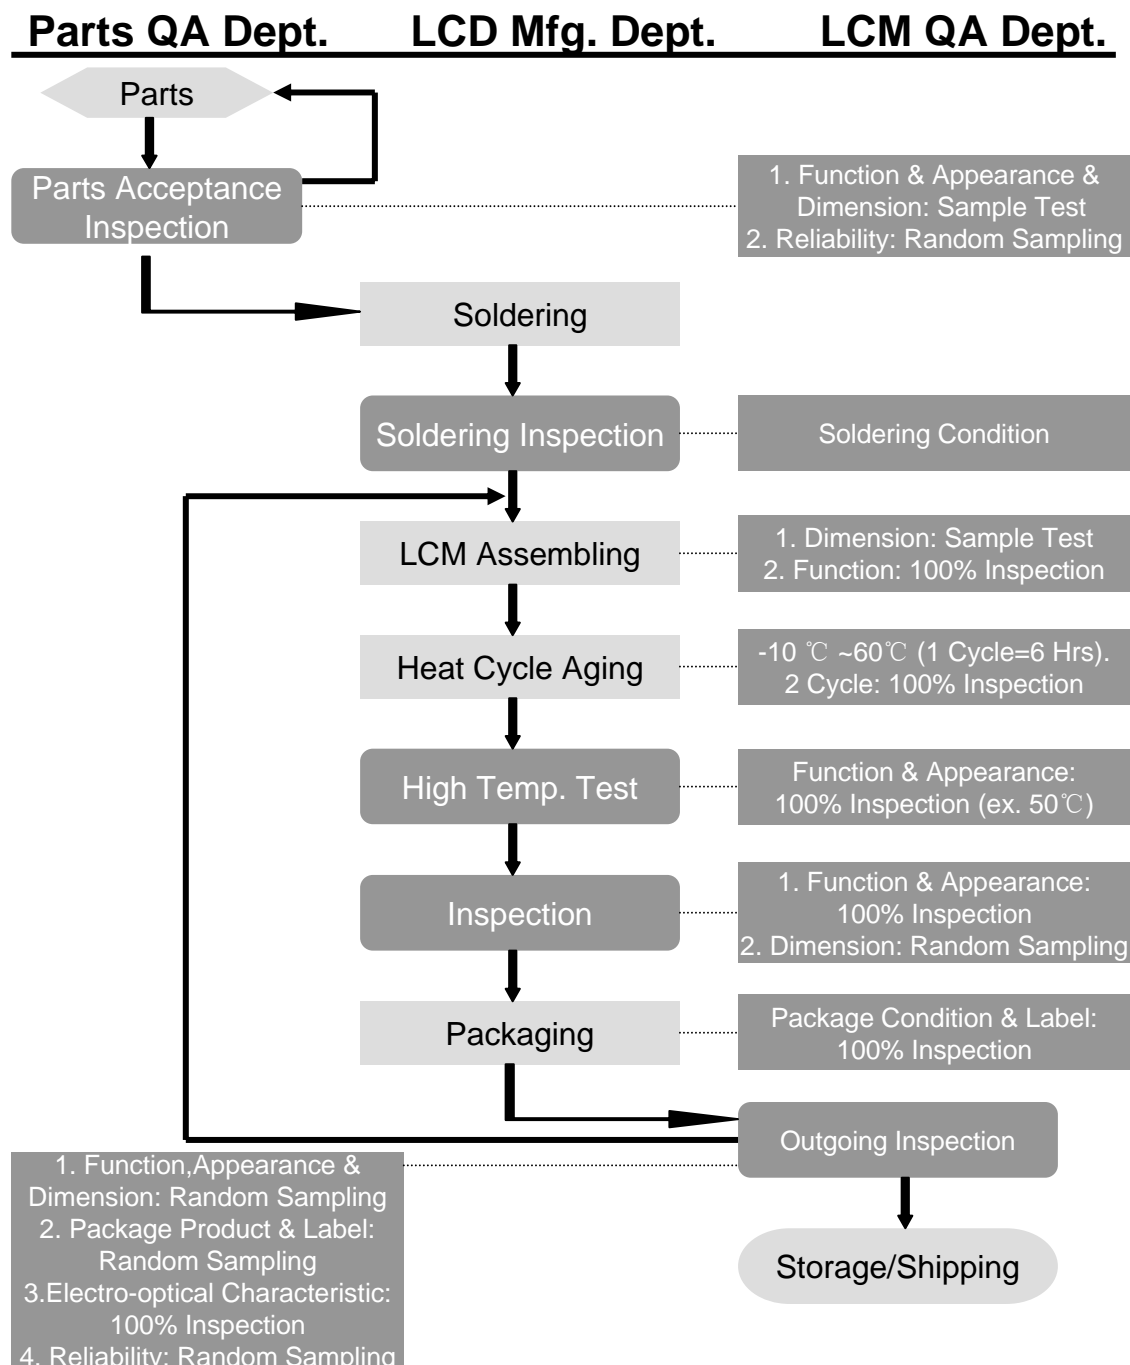 Parts QA Dept. LCD Mfg. Dept. LCM QA Dept.
Parts
Parts Acceptance
Inspection
1. Function & Appearance &
Dimension: Sample Test
2. Reliability: Random Sampling
Soldering
Soldering Inspection
Soldering Condition
LCM Assembling
1. Dimension: Sample Test
2. Function: 100% Inspection
Heat Cycle Aging
-10 ℃ ~60℃ (1 Cycle=6 Hrs).
2 Cycle: 100% Inspection
High Temp. Test
Function & Appearance:
100% Inspection (ex. 50℃)
Inspection
1. Function & Appearance:
100% Inspection
2. Dimension: Random Sampling
Packaging
Package Condition & Label:
100% Inspection
Outgoing Inspection
1. Function,Appearance &
Dimension: Random Sampling
2. Package Product & Label:
Random Sampling
3.Electro-optical Characteristic:
100% Inspection
4. Reliability: Random Sampling
Storage/Shipping